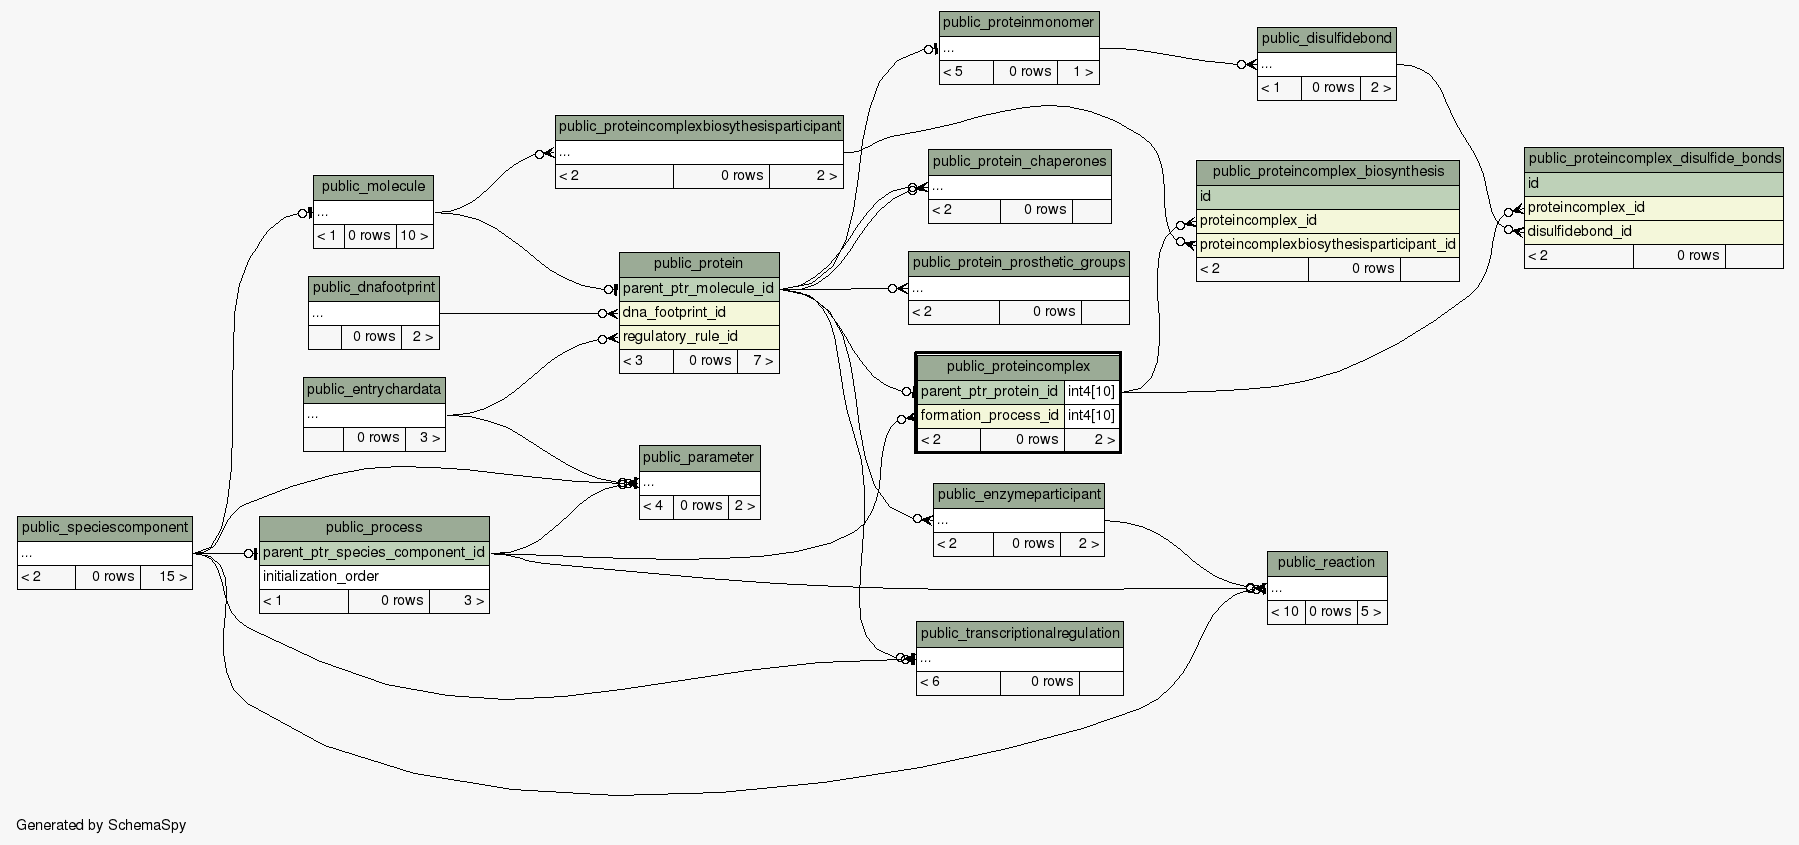 public_proteinmonomer
...
< 5 0 rows 1 >
public_disulfidebond
...
< 1 0 rows 2 >
public_proteincomplexbiosythesisparticipant
...
< 2 0 rows 2 >
public_protein_chaperones
...
< 2 0 rows
public_proteincomplex_biosynthesis
id
proteincomplex_id
proteincomplexbiosythesisparticipant_id
< 2 0 rows
public_proteincomplex_disulfide_bonds
id
proteincomplex_id
disulfidebond_id
< 2 0 rows
public_molecule
...
< 1 0 rows 10 >
public_protein
parent_ptr_molecule_id
dna_footprint_id
regulatory_rule_id
< 3 0 rows 7 >
public_protein_prosthetic_groups
...
< 2 0 rows
public_dnafootprint
...
0 rows 2 >
public_proteincomplex
parent_ptr_protein_id int4[10]
formation_process_id int4[10]
< 2 0 rows 2 >
public_entrychardata
...
0 rows 3 >
public_parameter
...
< 4 0 rows 2 >
public_enzymeparticipant
...
< 2 0 rows 2 >
public_speciescomponent
...
< 2 0 rows 15 >
public_process
parent_ptr_species_component_id
initialization_order
< 1 0 rows 3 >
public_reaction
...
< 10 0 rows 5 >
public_transcriptionalregulation
...
< 6 0 rows
Generated by SchemaSpy